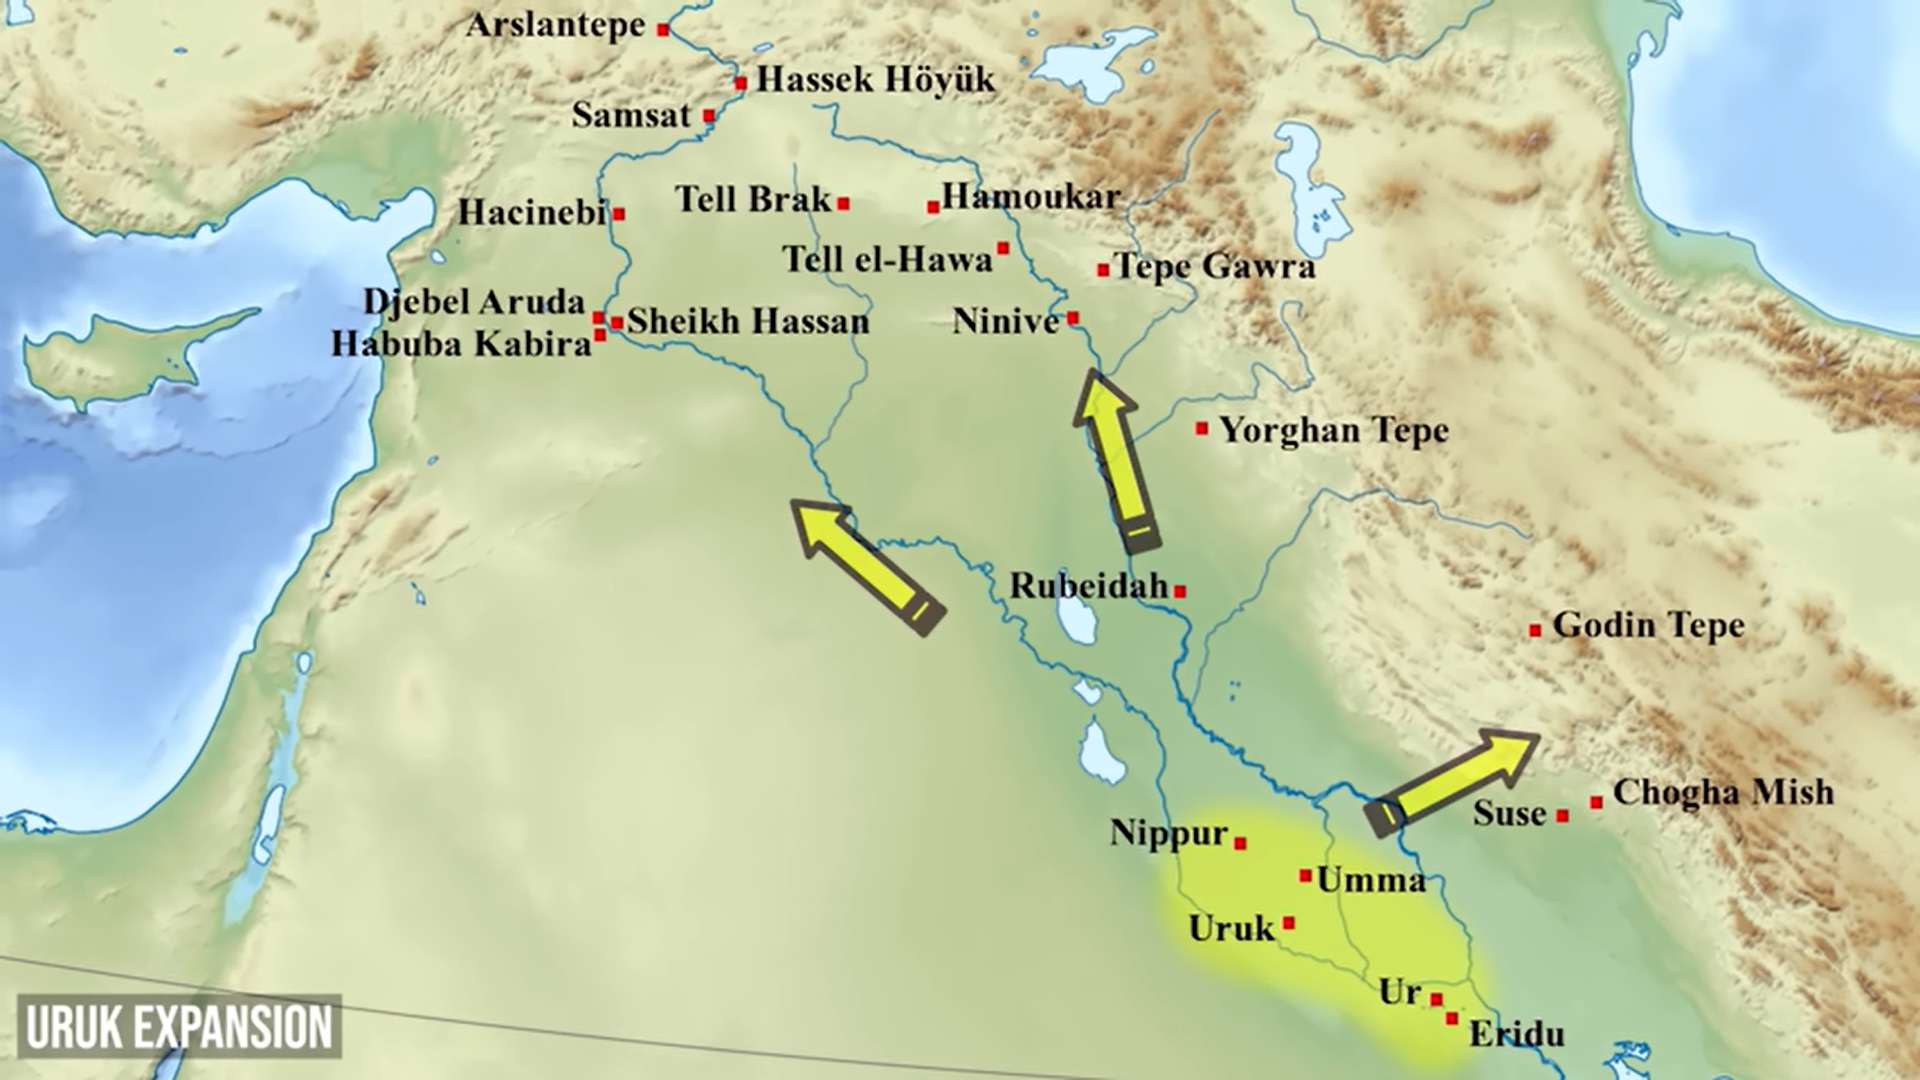 Arslantepe
Hassek Höyük
Samsat
Hacinebi
Tell Brak
Hamoukar
Tell el-Hawa
Tepe Gawra
Djebel Aruda
Sheikh Hassan
Ninive
Habuba Kabira
Yorghan Tepe
Rubeidah
Godin Tepe
Chogha Mish
Suse
Nippur
Umma
Uruk
Ur
Eridu
URUK EXPANSION